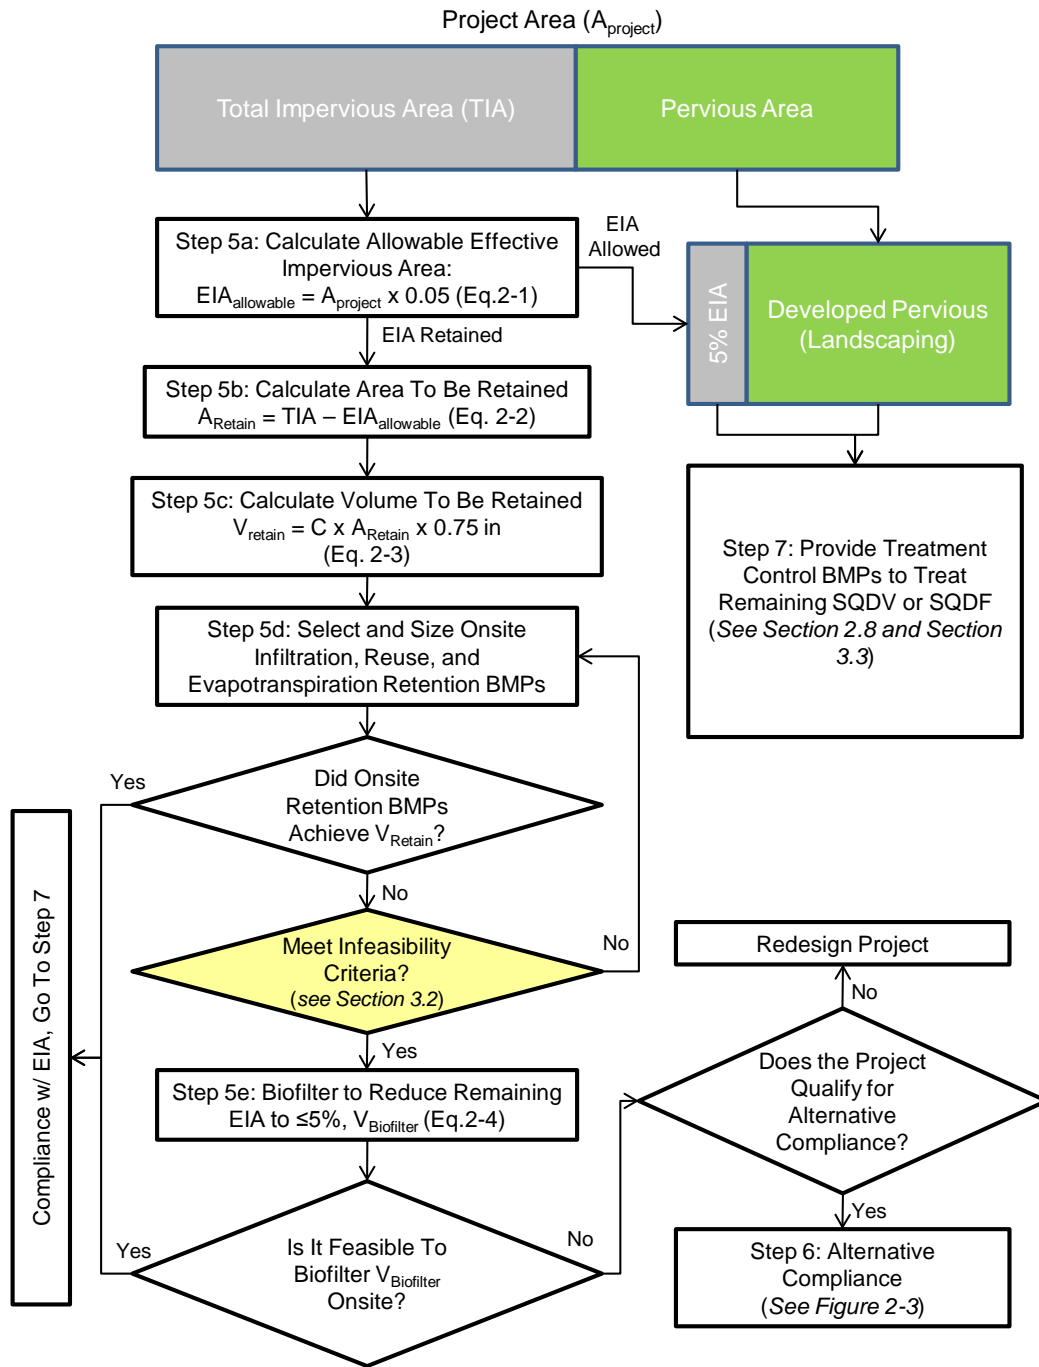 Project Area (Aproject)
Total Impervious Area (TIA)
Pervious Area
Step 5a: Calculate Allowable Effective
Impervious Area:
EIAallowable = Aproject x 0.05 (Eq.2-1)
EIA
Allowed
5% EIA
Developed Pervious
(Landscaping)
EIA Retained
Step 5b: Calculate Area To Be Retained
ARetain = TIA – EIAallowable (Eq. 2-2)
Step 5c: Calculate Volume To Be Retained
Vretain = C x ARetain x 0.75 in
(Eq. 2-3)
Step 7: Provide Treatment
Control BMPs to Treat
Remaining SQDV or SQDF
(See Section 2.8 and Section
3.3)
Step 5d: Select and Size Onsite
Infiltration, Reuse, and
Evapotranspiration Retention BMPs
Yes
Did Onsite
Retention BMPs
Achieve VRetain?
No
Meet Infeasibility
Criteria?
(see Section 3.2)
No
Yes
Compliance w/ EIA, Go To Step 7
Step 5e: Biofilter to Reduce Remaining
EIA to ≤5%, VBiofilter (Eq.2-4)
Yes
Is It Feasible To
Biofilter VBiofilter
Onsite?
No
Redesign Project
No
Does the Project
Qualify for
Alternative
Compliance?
Yes
Step 6: Alternative
Compliance
(See Figure 2-3)